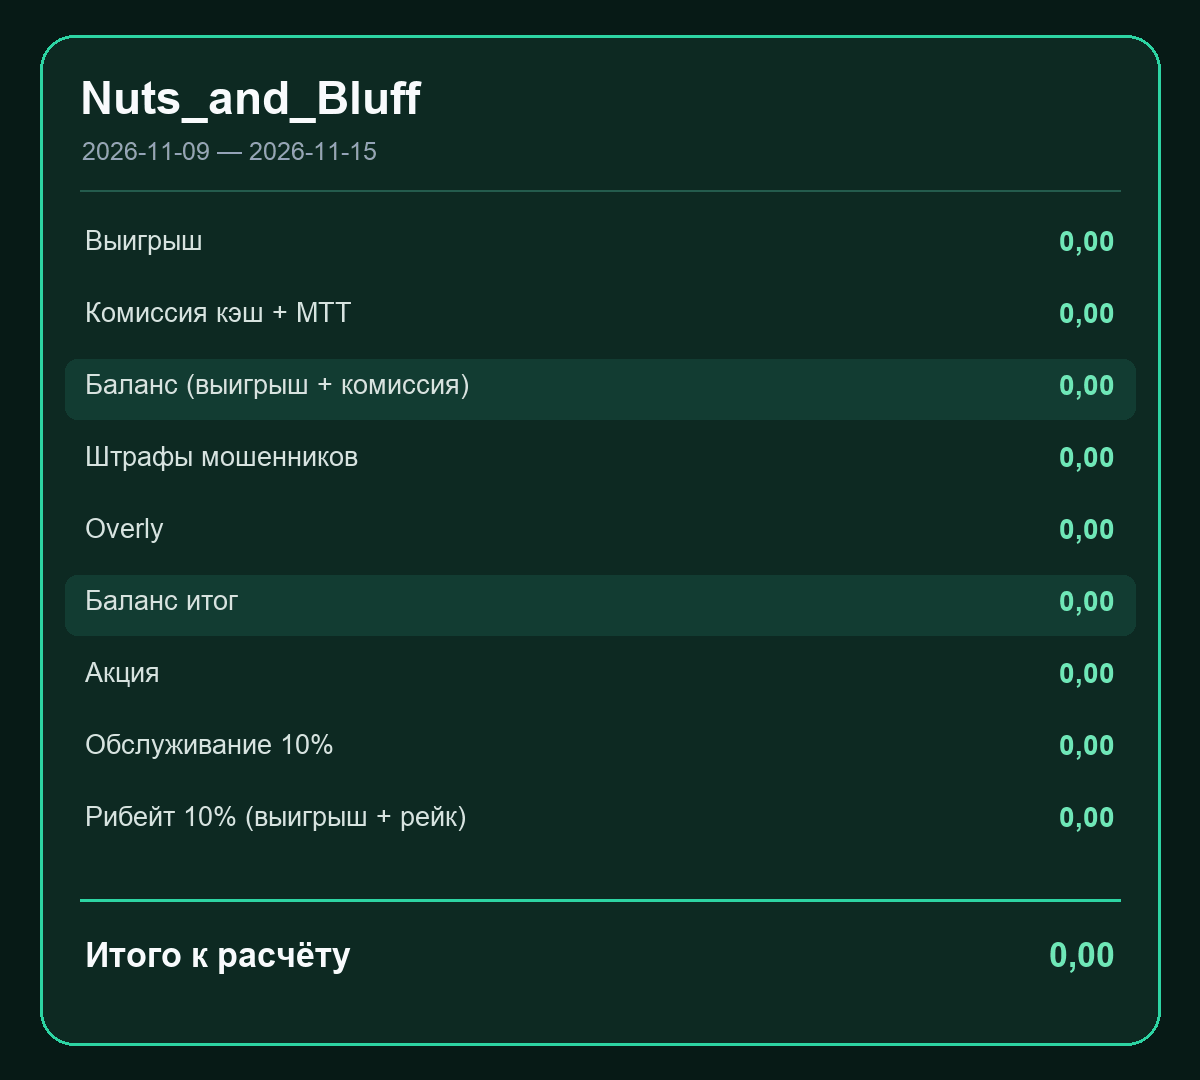 Nuts_and_Bluff
2026-11-09 — 2026-11-15
Выигрыш 0,00
Комиссия кэш + МТТ 0,00
Баланс (выигрыш + комиссия) 0,00
Штрафы мошенников 0,00
Overly 0,00
Баланс итог 0,00
Акция 0,00
Обслуживание 10% 0,00
Рибейт 10% (выигрыш + рейк) 0,00
Итого к расчёту 0,00